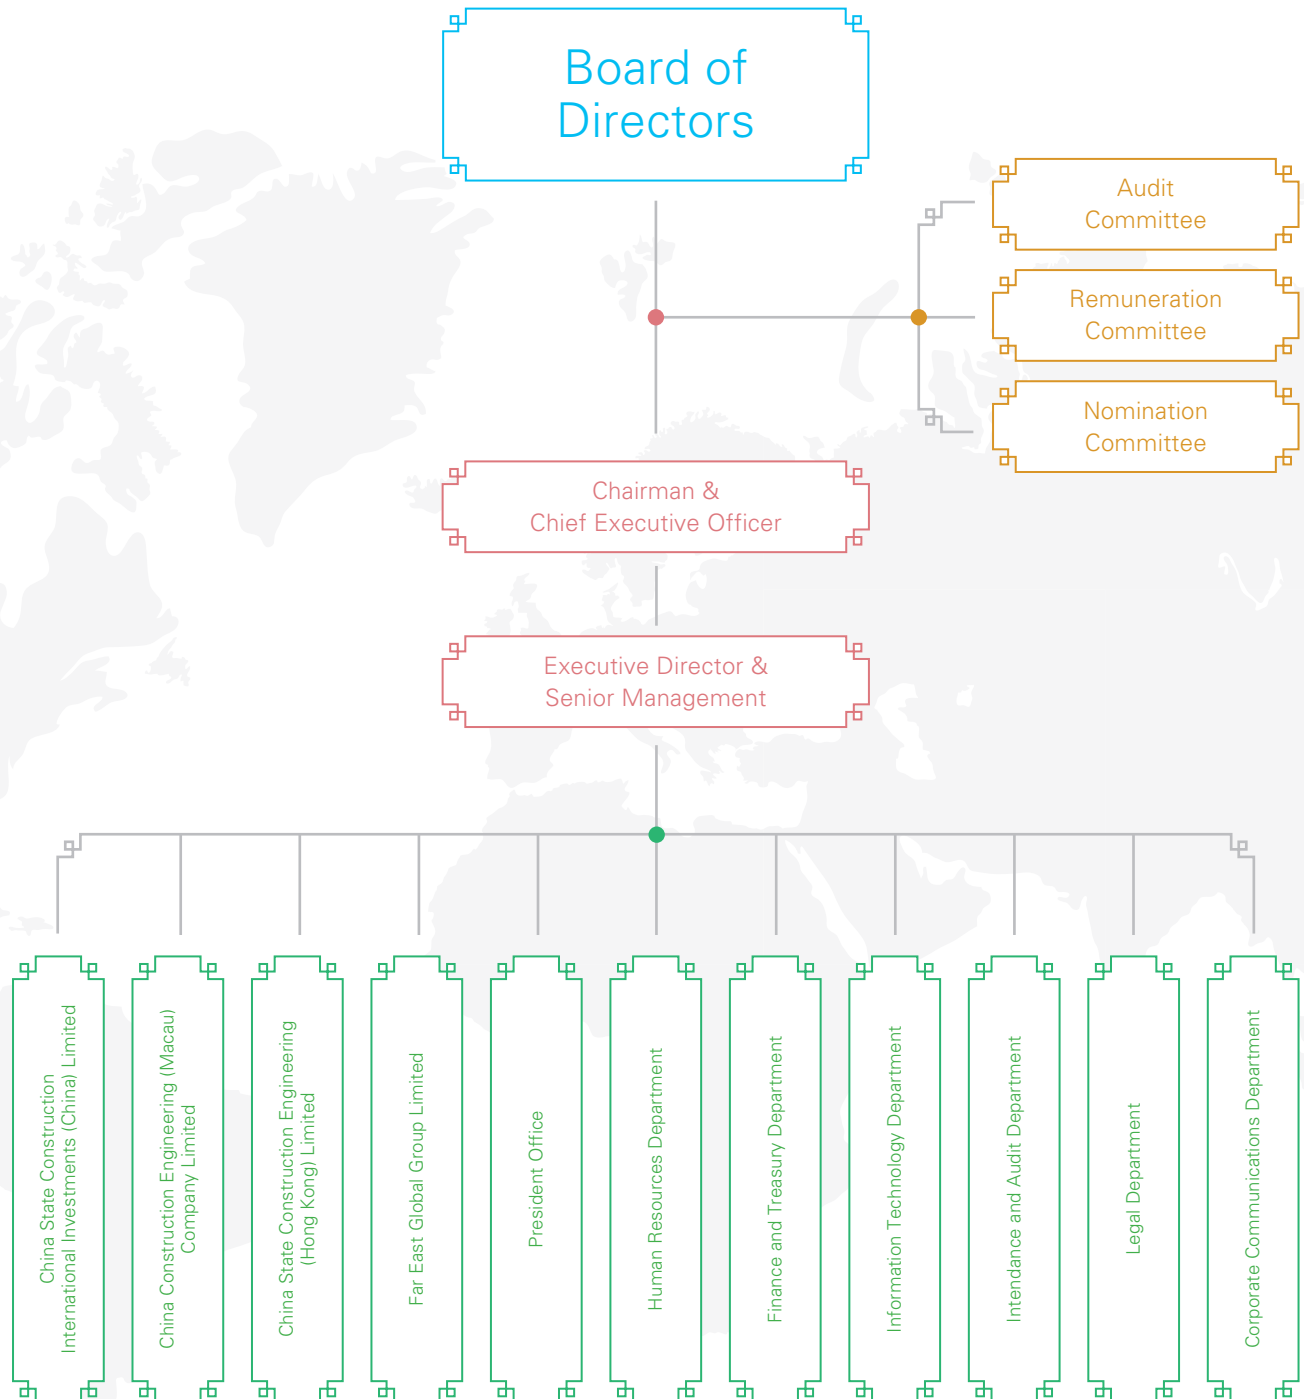 Board of
Directors
Audit
Committee
Remuneration
Committee
Nomination
Committee
Chairman &
Chief Executive Officer
Executive Director &
Senior Management
China State Construction
International Investments (China) Limited
China Construction Engineering (Macau)
Company Limited
China State Construction Engineering
(Hong Kong) Limited
Far East Global Group Limited
President Office
Human Resources Department
Finance and Treasury Department
Information Technology Department
Intendance and Audit Department
Legal Department
Corporate Communications Department